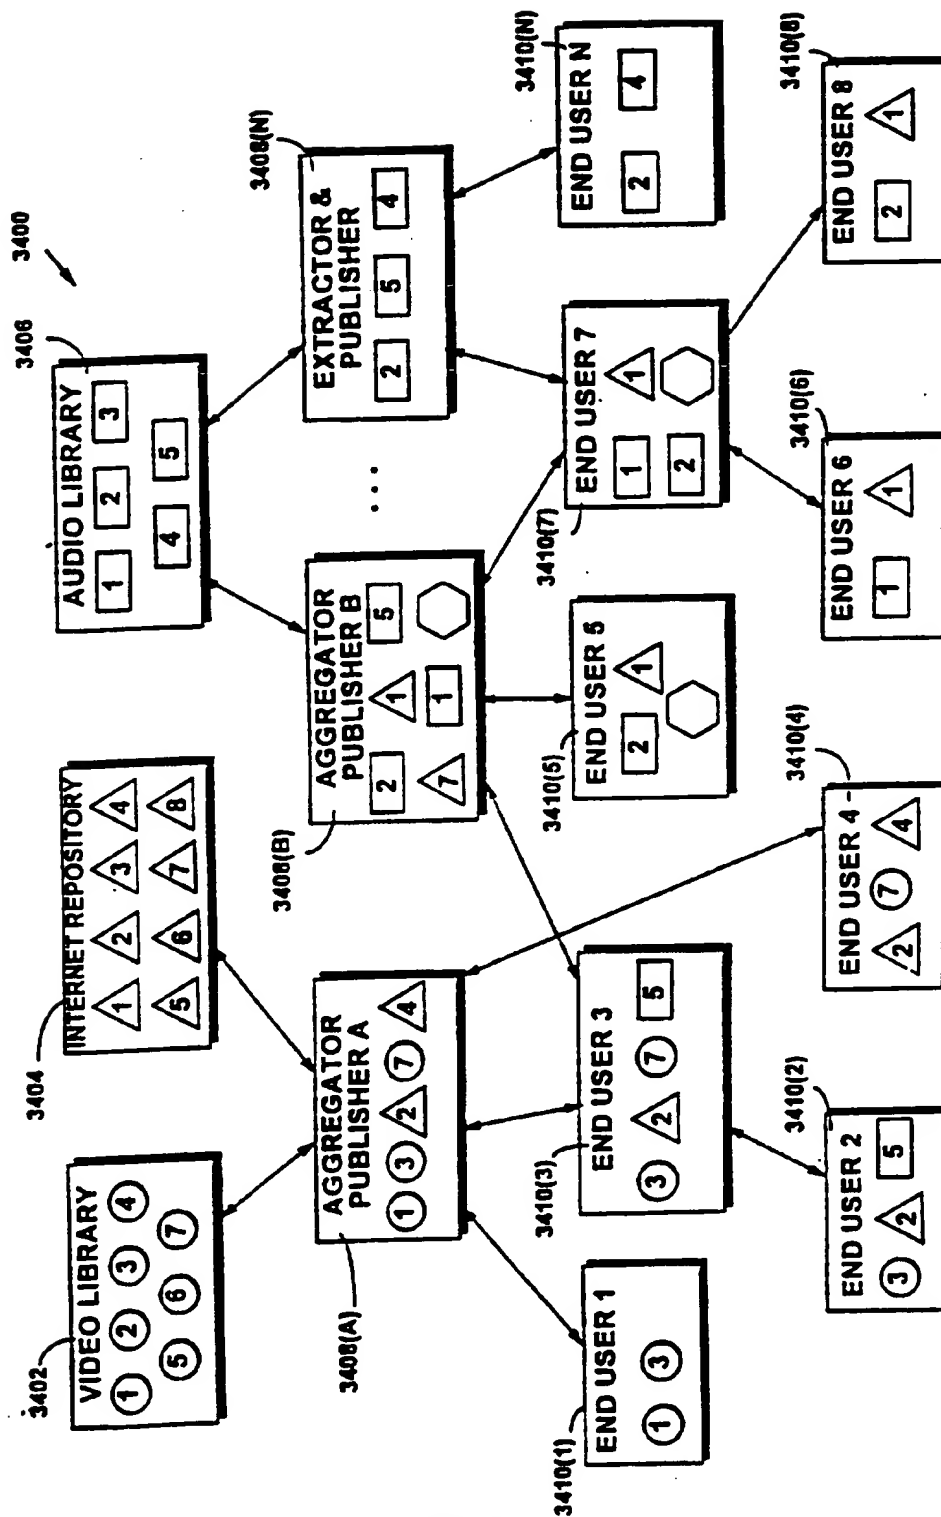 3400
3402
VIDEO LIBRARY
1 2 3 4
5 6 7
3404
INTERNET REPOSITORY
1 2 3 4
5 6 7 8
3406
AUDIO LIBRARY
1 2 3
4 5
3408(A)
AGGREGATOR
PUBLISHER A
1 3 2 7 4
3408(B)
AGGREGATOR
PUBLISHER B
2 1 5
7 1
...
3408(N)
EXTRACTOR &
PUBLISHER
2 5 4
3410(1)
END USER 1
1 3
3410(3)
END USER 3
3 2 7 5
3410(5)
END USER 5
2 1
3410(7)
END USER 7
1 1
2
3410(N)
END USER N
2 4
3410(2)
END USER 2
3 2 5
3410(4)
END USER 4
2 7 4
3410(6)
END USER 6
1 1
3410(8)
END USER 8
2 1